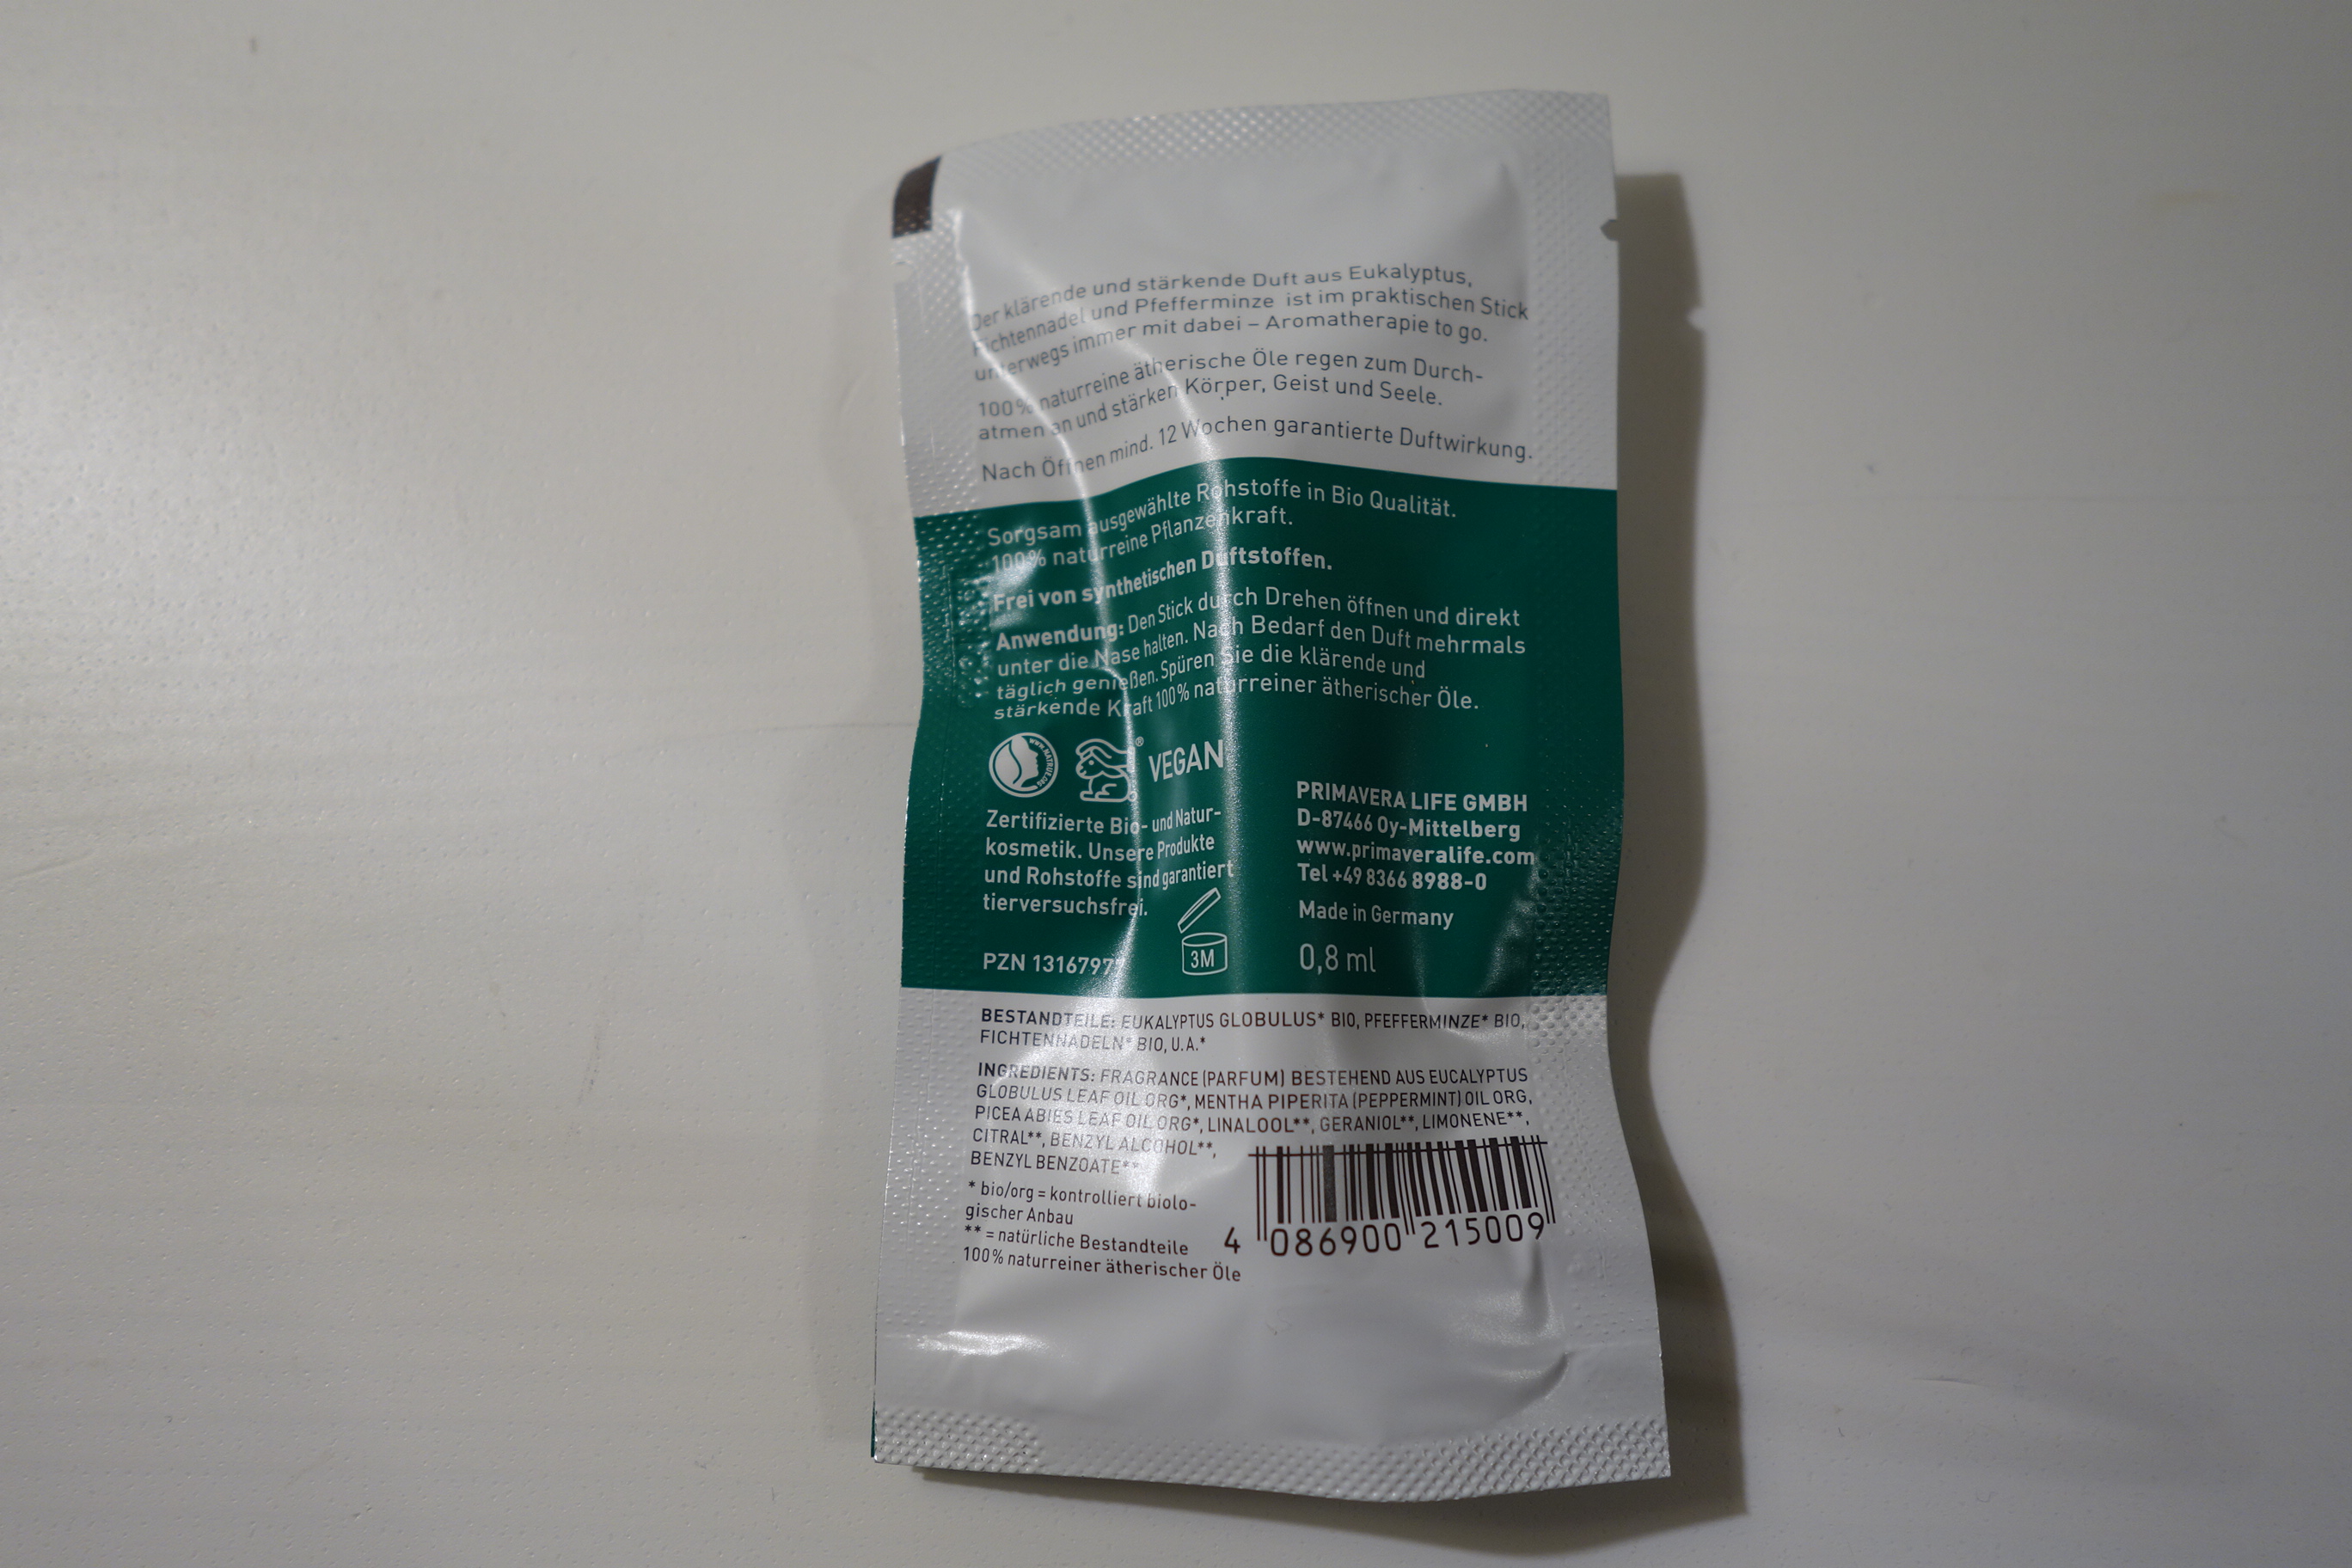 Der klärende und stärkende Duft aus Eukalyptus,
Fichtennadel und Pfefferminze ist im praktischen Stick
unterwegs immer mit dabei – Aromatherapie to go.
100% naturreine ätherische Öle regen zum Durch-
atmen an und stärken Körper, Geist und Seele.
Nach Öffnen mind. 12 Wochen garantierte Duftwirkung.
Sorgsam ausgewählte Rohstoffe in Bio Qualität.
100% naturreine Pflanzenkraft.
Frei von synthetischen Duftstoffen.
Anwendung: Den Stick durch Drehen öffnen und direkt
unter die Nase halten. Nach Bedarf den Duft mehrmals
täglich genießen. Spüren Sie die klärende und
stärkende Kraft 100% naturreiner ätherischer Öle.
WWW.NATRUE.ORG
® VEGAN
Zertifizierte Bio- und Natur-
kosmetik. Unsere Produkte
und Rohstoffe sind garantiert
tierversuchsfrei.
PZN
3M
PRIMAVERA LIFE GMBH
D-87466 Oy-Mittelberg
www.primaveralife.com
Tel +49 8366 8988-0
Made in Germany
0,8 ml
BESTANDTEILE: EUKALYPTUS GLOBULUS* BIO, PFEFFERMINZE* BIO,
FICHTENNADELN* BIO, U.A.*
INGREDIENTS: FRAGRANCE (PARFUM) BESTEHEND AUS EUCALYPTUS
GLOBULUS LEAF OIL ORG*, MENTHA PIPERITA (PEPPERMINT) OIL ORG,
PICEA ABIES LEAF OIL ORG*, LINALOOL**, GERANIOL**, LIMONENE**,
CITRAL**, BENZYL ALCOHOL**,
BENZYL BENZOATE**
* bio/org = kontrolliert biolo-
gischer Anbau
** = natürliche Bestandteile
100% naturreiner ätherischer Öle
4 086900 215009